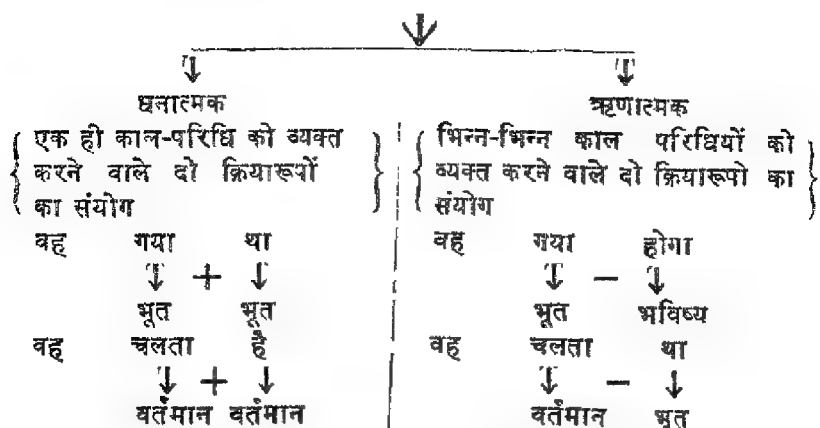 धनात्मक
एक ही काल-परिधि को व्यक्त
करने वाले दो क्रियारूपों
का संयोग
वह गया था
+
भूत भूत
वह चलता है
+
वर्तमान वर्तमान
ऋणात्मक
भिन्न-भिन्न काल परिधियों को
व्यक्त करने वाले दो क्रियारूपो का
संयोग
वह गया होगा
−
भूत भविष्य
वह चलता था
−
वर्तमान भूत